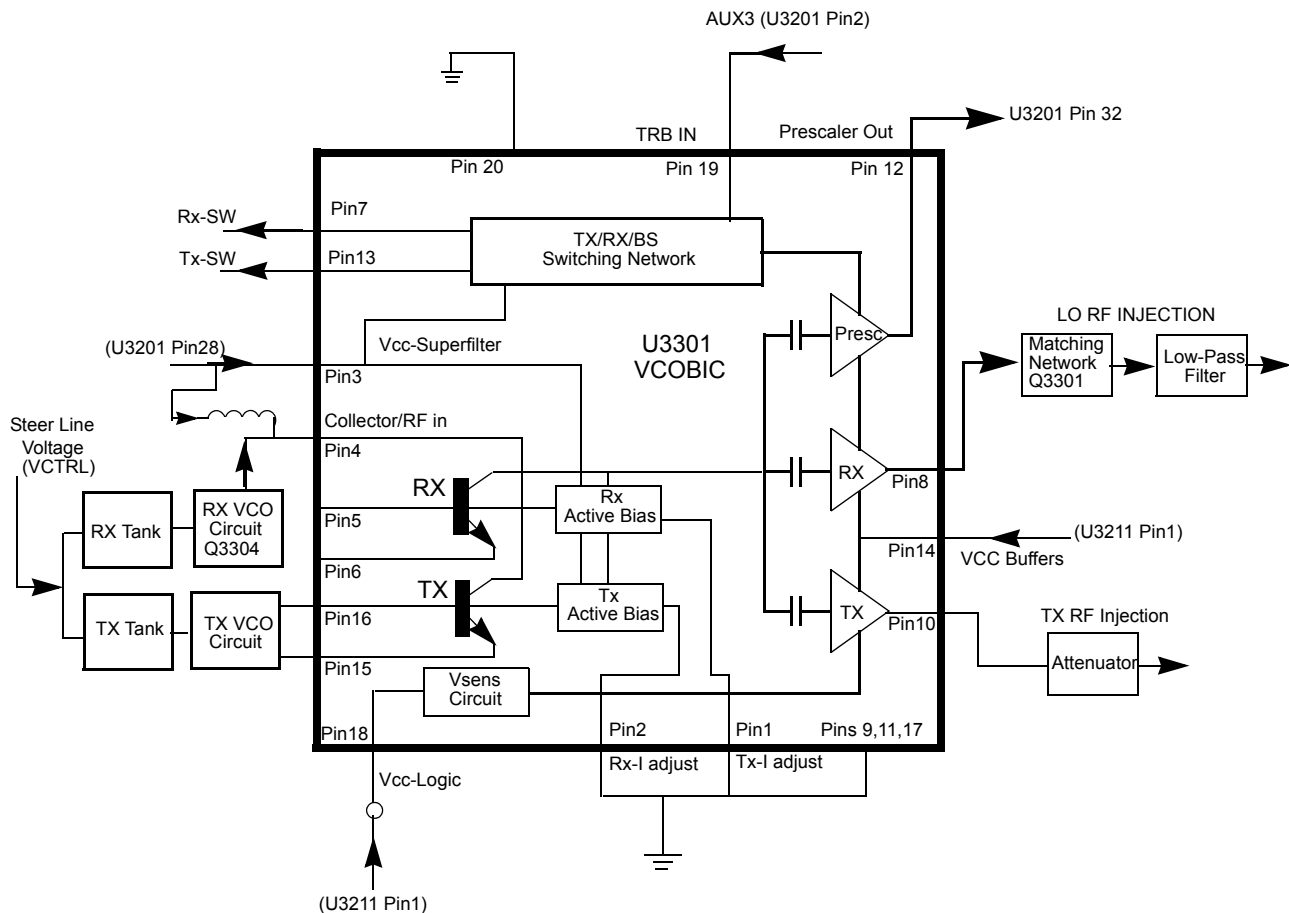 AUX3 (U3201 Pin2)
U3201 Pin 32
TRB IN
Prescaler Out
Pin 20
Pin 19
Pin 12
Rx-SW
Pin7
Tx-SW
Pin13
TX/RX/BS
Switching Network
Presc
U3301
VCOBIC
LO RF INJECTION
Matching
Network
Q3301
Low-Pass
Filter
(U3201 Pin28)
Vcc-Superfilter
Pin3
Steer Line
Voltage
(VCTRL)
Collector/RF in
Pin4
RX
RX
Pin8
RX Tank
RX VCO
Circuit
Q3304
Pin5
Rx
Active Bias
(U3211 Pin1)
Pin14
VCC Buffers
Pin6
TX
Tx
Active Bias
TX
Pin10
TX Tank
TX VCO
Circuit
Pin16
Pin15
TX RF Injection
Attenuator
Vsens
Circuit
Pin18
Pin2
Pin1
Pins 9,11,17
Vcc-Logic
Rx-I adjust
Tx-I adjust
(U3211 Pin1)